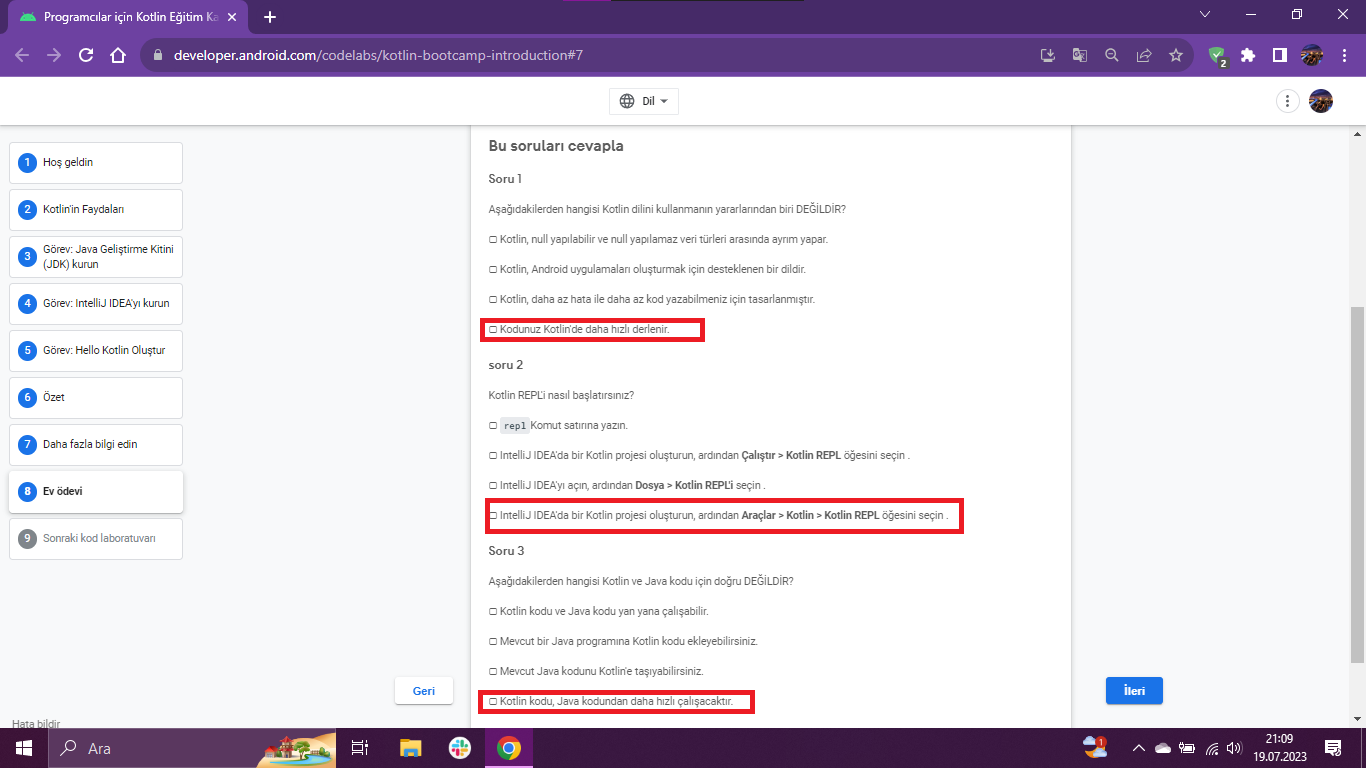 Programcılar için Kotlin Eğitim Ka
developer.android.com/codelabs/kotlin-bootcamp-introduction#7
2
Dil
1 Hoş geldin
2 Kotlin'in Faydaları
3 Görev: Java Geliştirme Kitini
(JDK) kurun
4 Görev: IntelliJ IDEA'yı kurun
5 Görev: Hello Kotlin Oluştur
6 Özet
7 Daha fazla bilgi edin
8 Ev ödevi
9 Sonraki kod laboratuvarı
Bu soruları cevapla
Soru 1
Aşağıdakilerden hangisi Kotlin dilini kullanmanın yararlarından biri DEĞİLDİR?
Kotlin, null yapılabilir ve null yapılamaz veri türleri arasında ayrım yapar.
Kotlin, Android uygulamaları oluşturmak için desteklenen bir dildir.
Kotlin, daha az hata ile daha az kod yazabilmeniz için tasarlanmıştır.
Kodunuz Kotlin'de daha hızlı derlenir.
soru 2
Kotlin REPL'i nasıl başlatırsınız?
repl Komut satırına yazın.
IntelliJ IDEA'da bir Kotlin projesi oluşturun, ardından Çalıştır > Kotlin REPL öğesini seçin .
IntelliJ IDEA'yı açın, ardından Dosya > Kotlin REPL'i seçin .
IntelliJ IDEA'da bir Kotlin projesi oluşturun, ardından Araçlar > Kotlin > Kotlin REPL öğesini seçin .
Soru 3
Aşağıdakilerden hangisi Kotlin ve Java kodu için doğru DEĞİLDİR?
Kotlin kodu ve Java kodu yan yana çalışabilir.
Mevcut bir Java programına Kotlin kodu ekleyebilirsiniz.
Mevcut Java kodunu Kotlin'e taşıyabilirsiniz.
Kotlin kodu, Java kodundan daha hızlı çalışacaktır.
Geri
İleri
Hata bildir
Ara
1
21:09
19.07.2023